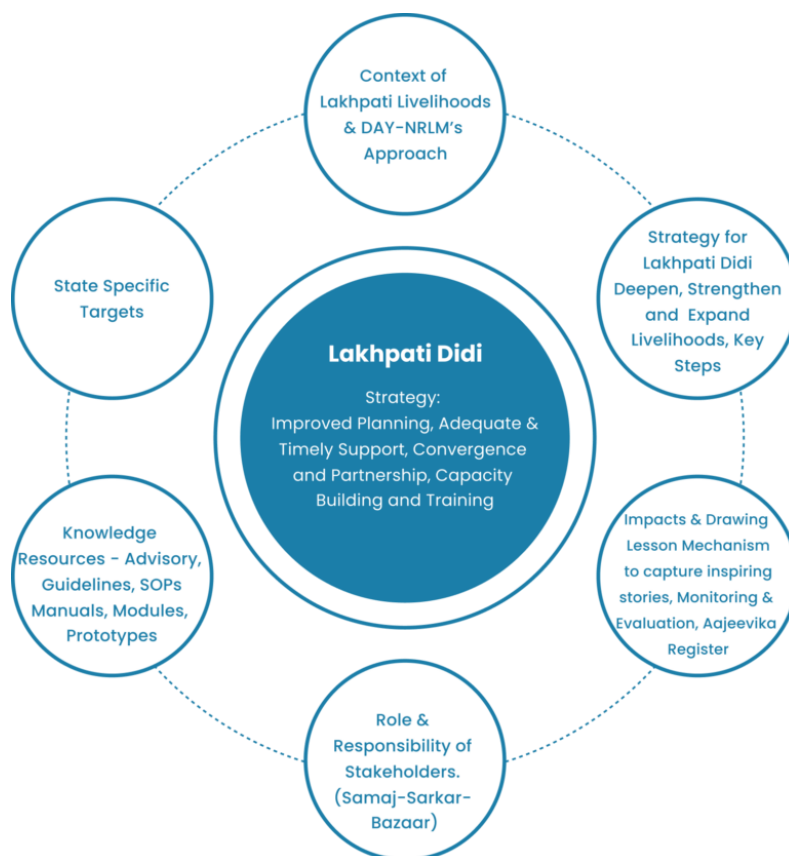 Context of
Lakhpati Livelihoods
& DAY-NRLM's
Approach
Strategy for
Lakhpati Didi
Deepen, Strengthen
and Expand
Livelihoods, Key
Steps
State Specific
Targets
Lakhpati Didi
Strategy:
Improved Planning, Adequate &
Timely Support, Convergence
and Partnership, Capacity
Building and Training
Impacts & Drawing
Lesson Mechanism
to capture inspiring
stories, Monitoring &
Evaluation, Aajeevika
Register
Knowledge
Resources - Advisory,
Guidelines, SOPs
Manuals, Modules,
Prototypes
Role &
Responsibility of
Stakeholders.
(Samaj-Sarkar-
Bazaar)